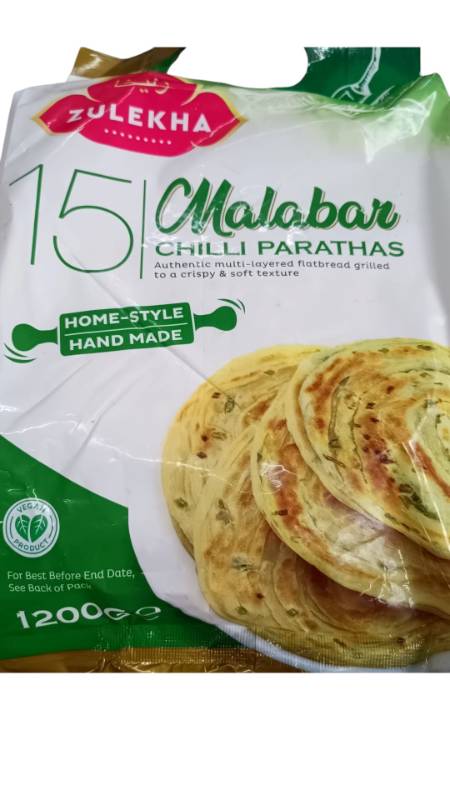 زليخا
ZULEKHA
15
Malabar
CHILLI PARATHAS
Authentic multi-layered flatbread grilled
to a crispy & soft texture
HOME-STYLE
HAND MADE
VEGAN
PRODUCT
For Best Before End Date,
See Back of Pack
1200G e